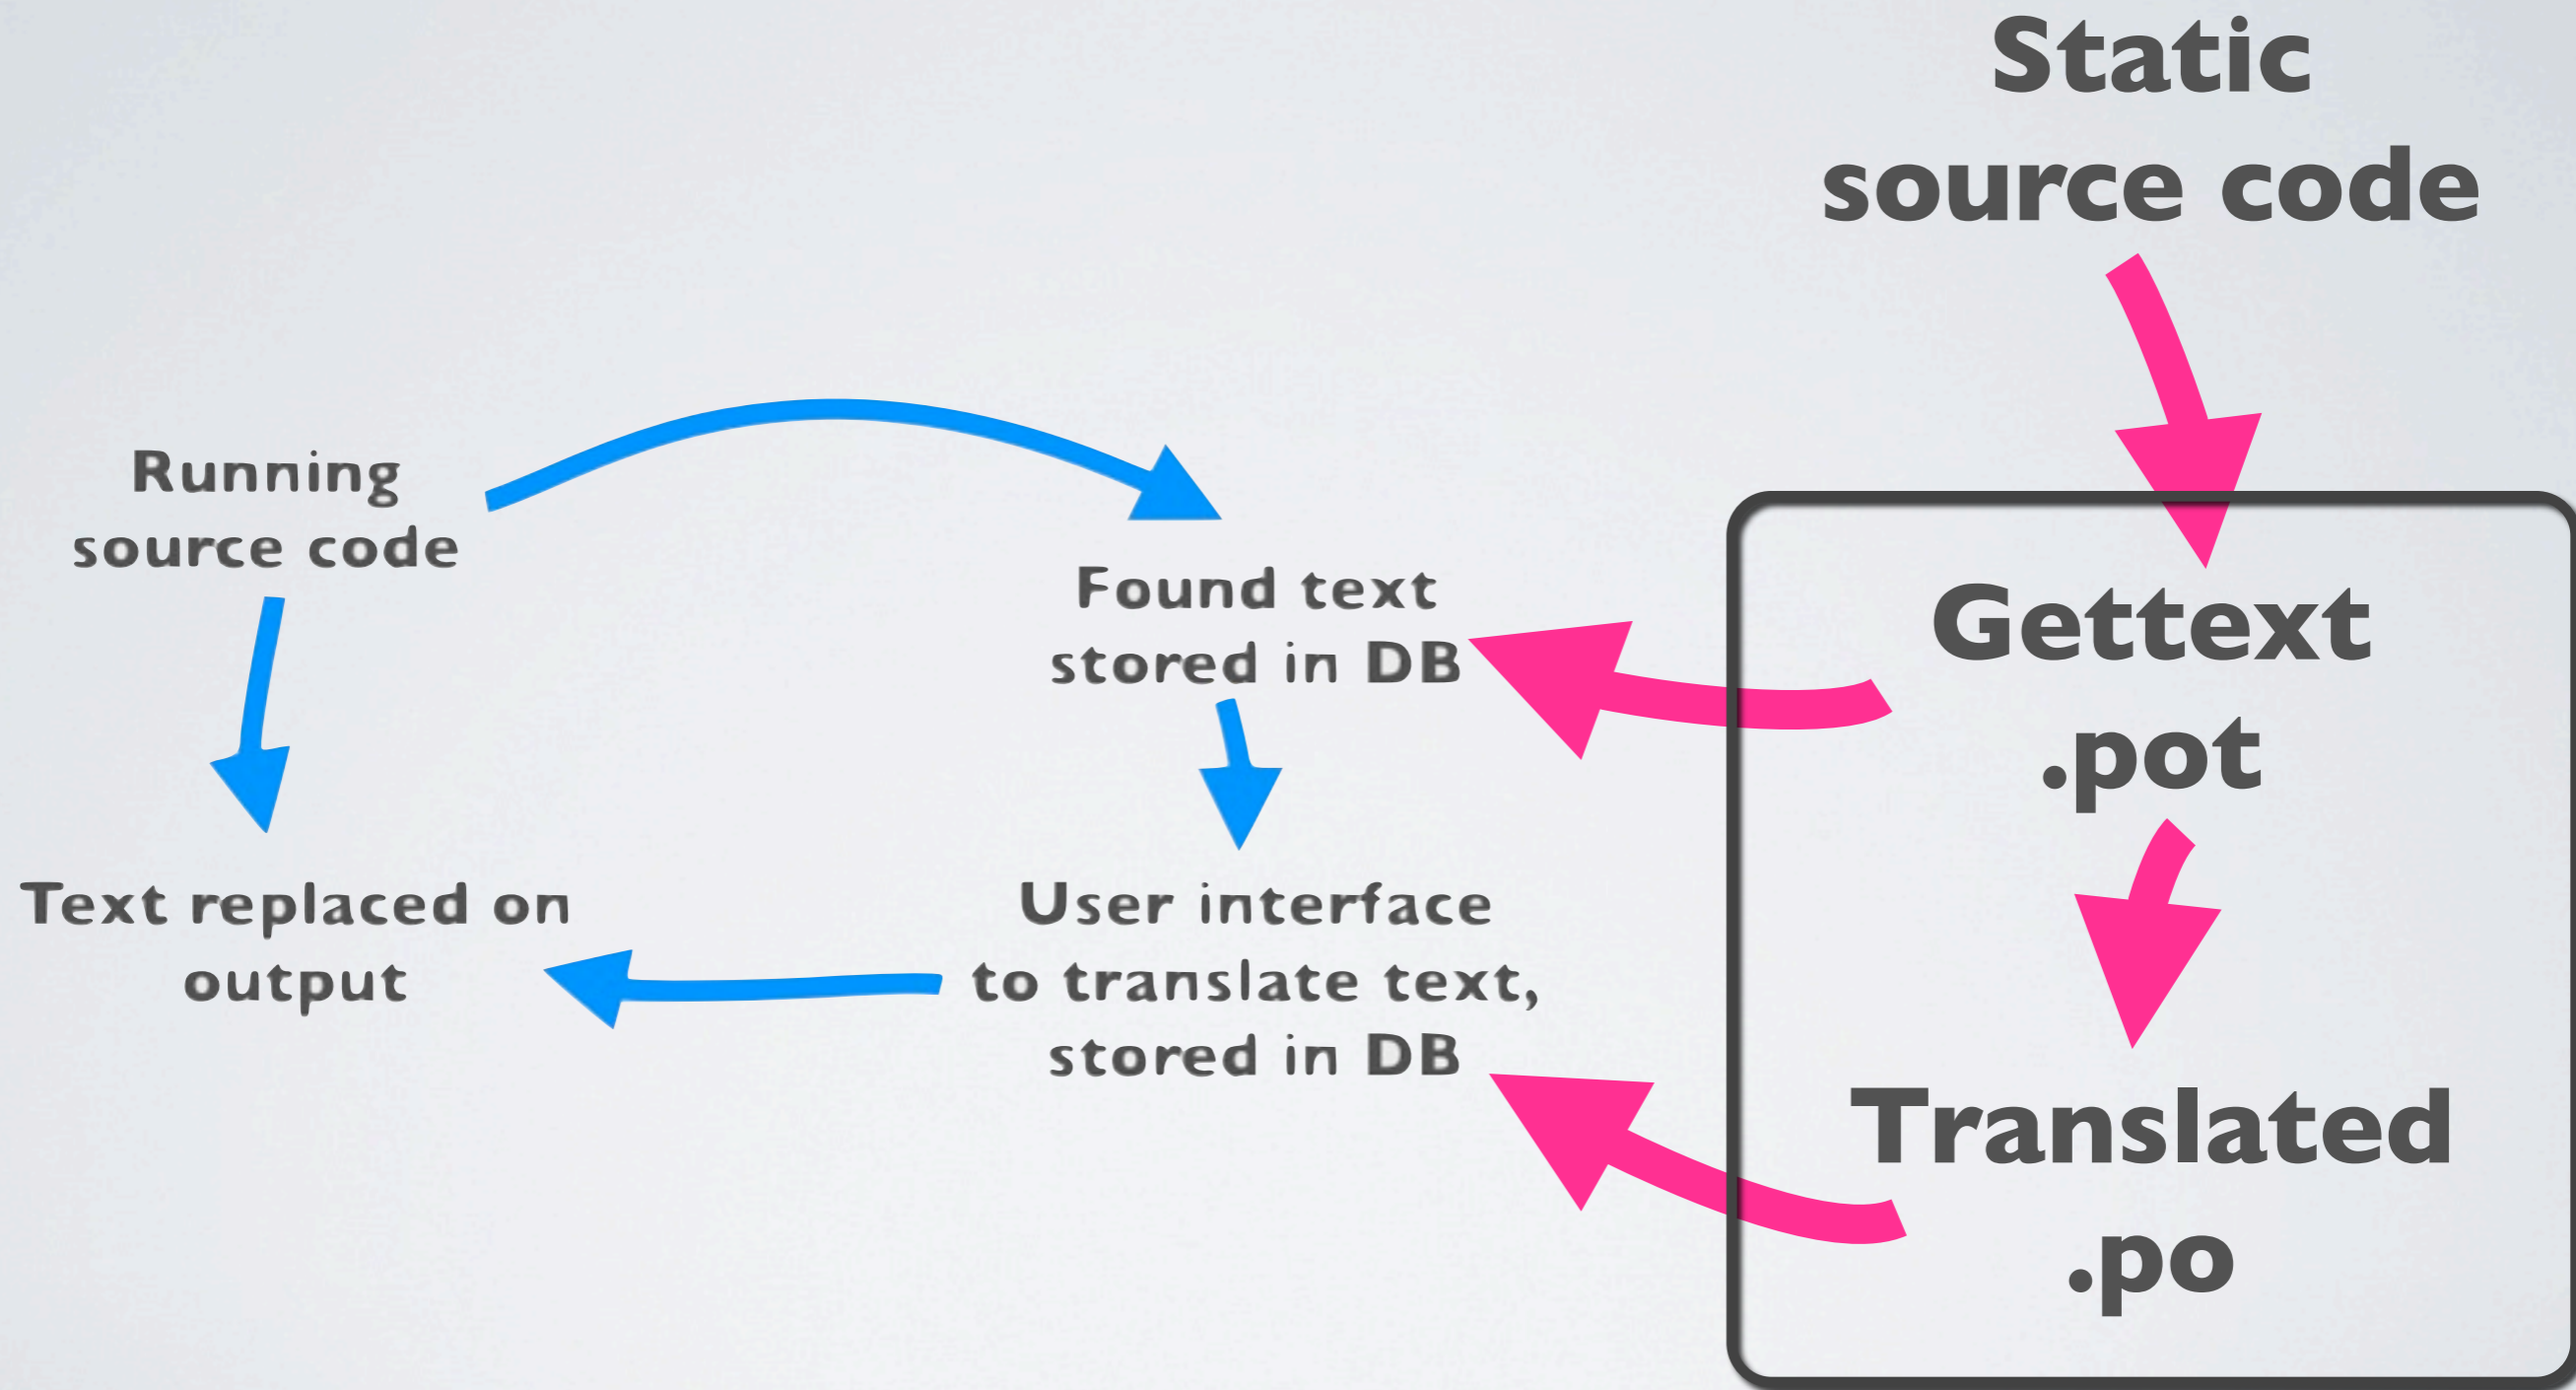 Static
source code
Running
source code
Found text
stored in DB
Gettext
.pot
Text replaced on
output
User interface
to translate text,
stored in DB
Translated
.po